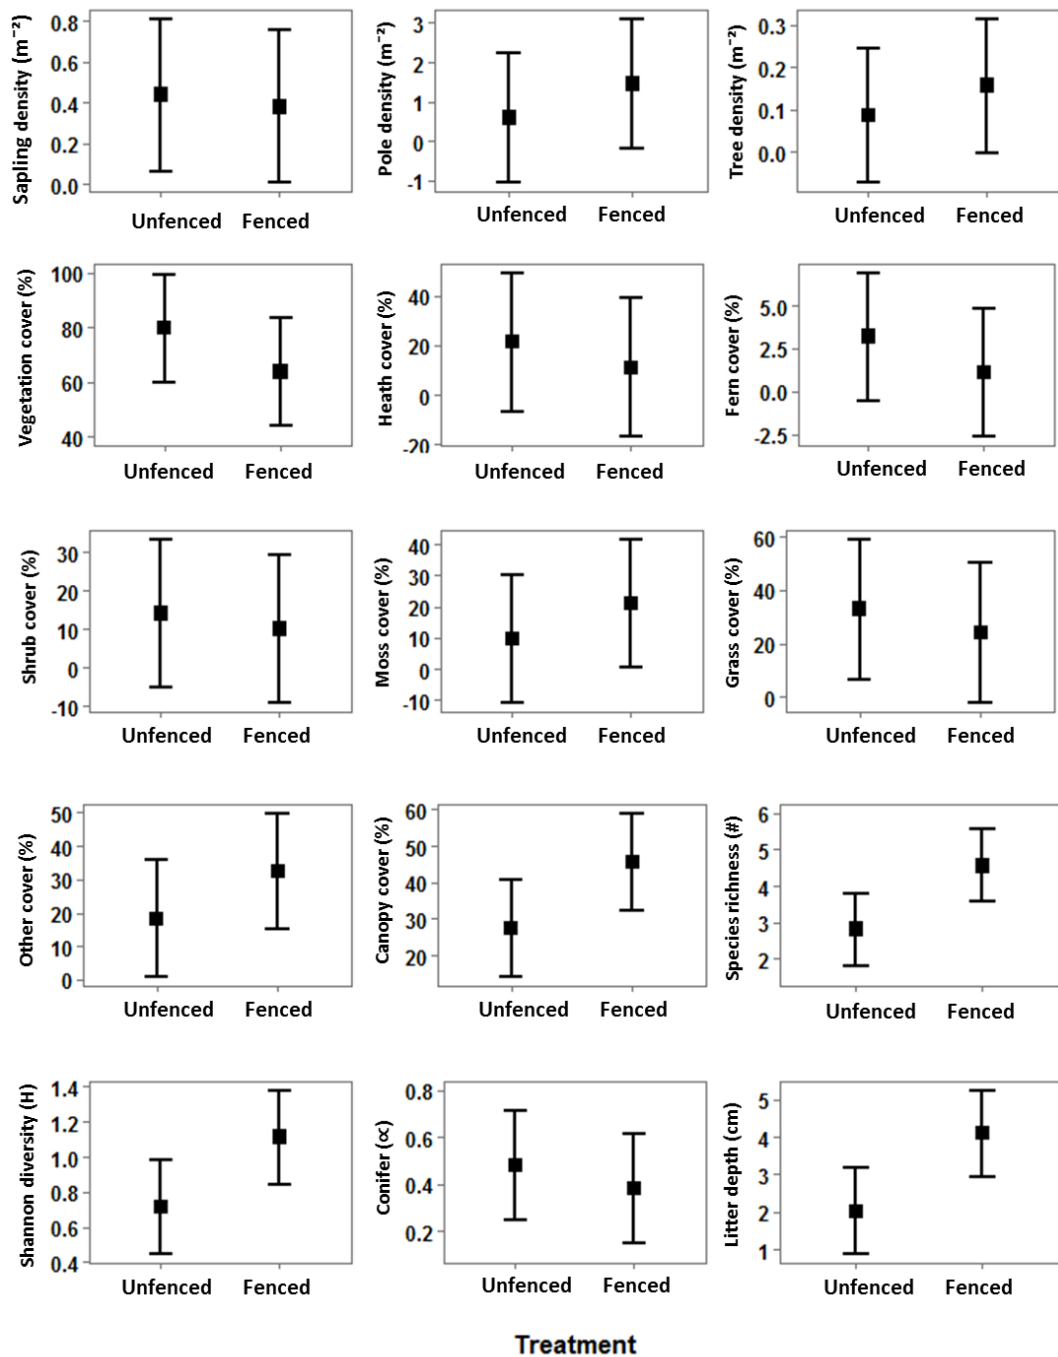 Sapling density (m⁻²)
0.8
0.6
0.4
0.2
0.0
Unfenced Fenced
Pole density (m⁻²)
3
2
1
0
-1
Unfenced Fenced
Tree density (m⁻²)
0.3
0.2
0.1
0.0
Unfenced Fenced
Vegetation cover (%)
100
80
60
40
Unfenced Fenced
Heath cover (%)
40
20
0
-20
Unfenced Fenced
Fern cover (%)
5.0
2.5
0.0
-2.5
Unfenced Fenced
Shrub cover (%)
30
20
10
0
-10
Unfenced Fenced
Moss cover (%)
40
30
20
10
0
-10
Unfenced Fenced
Grass cover (%)
60
40
20
0
Unfenced Fenced
Other cover (%)
50
40
30
20
10
0
Unfenced Fenced
Canopy cover (%)
60
50
40
30
20
Unfenced Fenced
Species richness (#)
6
5
4
3
2
Unfenced Fenced
Shannon diversity (H)
1.4
1.2
1.0
0.8
0.6
0.4
Unfenced Fenced
Conifer (∝)
0.8
0.6
0.4
0.2
Unfenced Fenced
Litter depth (cm)
5
4
3
2
1
Unfenced Fenced
Treatment